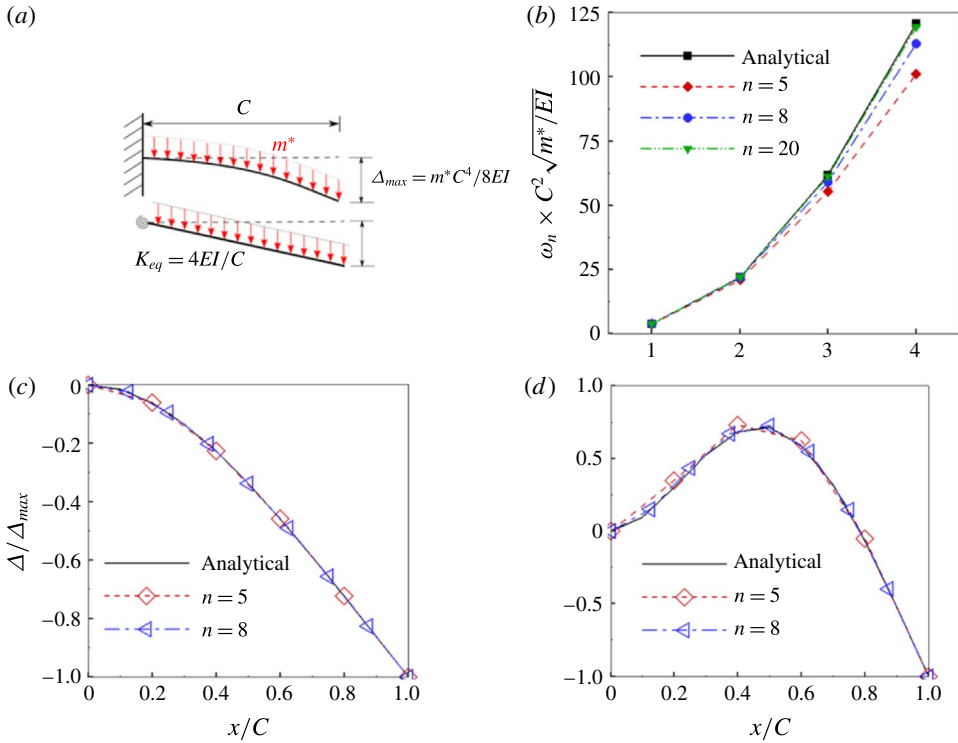 (a)
C
m*
Δmax = m*C⁴/8EI
Keq = 4EI/C
(b)
ωn × C² √m*/EI
125
100
75
50
25
0
1 2 3 4
Analytical
n = 5
n = 8
n = 20
(c)
Δ/Δmax
0
−0.2
−0.4
−0.6
−0.8
−1.0
0 0.2 0.4 0.6 0.8 1.0
x/C
Analytical
n = 5
n = 8
(d)
1.0
0.5
0
−0.5
−1.0
0 0.2 0.4 0.6 0.8 1.0
x/C
Analytical
n = 5
n = 8